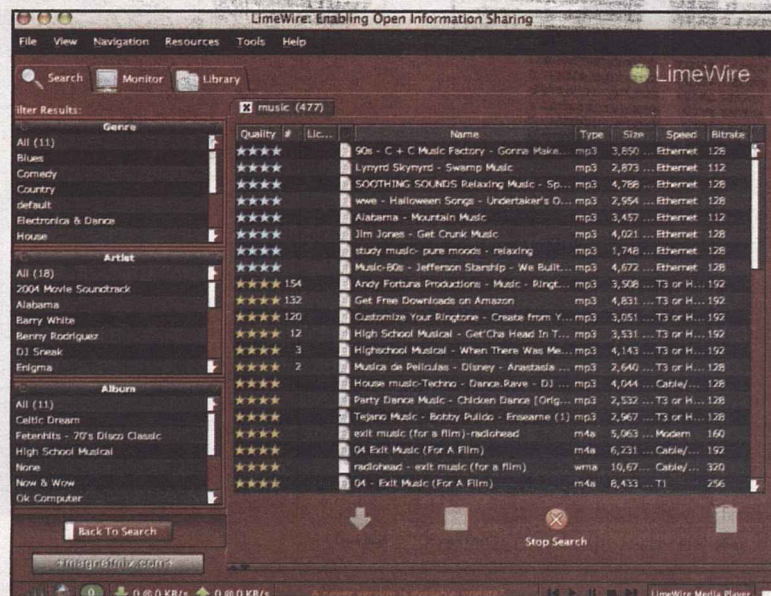 LimeWire: Enabling Open Information Sharing
File View Navigation Resources Tools Help
Search Monitor Library
LimeWire
ilter Results:
music (477)
Genre
All (11)
Blues
Comedy
Country
default
Electronica & Dance
House
Artist
All (18)
2004 Movie Soundtrack
Alabama
Barry White
Benny Rodriguez
DJ Sneak
Enigma
Album
All (11)
Celtic Dream
Fetenhits - 70's Disco Classic
High School Musical
None
Now & Wow
Ok Computer
Back To Search
magnetmix.com
Quality # Lic... Name Type Size Speed Bitrate
90s - C + C Music Factory - Gonna Make... mp3 3,850 ... Ethernet 128
Lynyrd Skynyrd - Swamp Music mp3 2,873 ... Ethernet 112
SOOTHING SOUNDS Relaxing Music - Sp... mp3 4,788 ... Ethernet 128
wwe - Halloween Songs - Undertaker's O... mp3 2,954 ... Ethernet 128
Alabama - Mountain Music mp3 3,457 ... Ethernet 112
Jim Jones - Get Crunk Music mp3 4,021 ... Ethernet 128
study music- pure moods - relaxing mp3 1,748 ... Ethernet 128
Music-80s - Jefferson Starship - We Built... mp3 4,672 ... Ethernet 128
154 Andy Fortuna Productions - Music - Ringt... mp3 3,508 ... T3 or H... 192
132 Get Free Downloads on Amazon mp3 4,831 ... T3 or H... 192
120 Customize Your Ringtone - Create from Y... mp3 3,051 ... T3 or H... 192
12 High School Musical - Get'Cha Head In T... mp3 3,531 ... T3 or H... 192
3 Highschool Musical - When There Was Me... mp3 4,143 ... T3 or H... 192
2 Musica de Peliculas - Disney - Anastasia ... mp3 2,640 ... T3 or H... 128
House music-Techno - Dance.Rave - DJ ... mp3 4,044 ... Cable/... 128
Party Dance Music - Chicken Dance [Orig... mp3 2,532 ... T3 or H... 128
Tejano Music - Bobby Pulido - Enseame (1) mp3 2,967 ... T3 or H... 128
exit music (for a film)-radiohead m4a 5,063 ... Modem 160
04 Exit Music (For A Film) m4a 6,231 ... Cable/... 192
radiohead - exit music (for a film) wma 10,67... Cable/... 320
04 - Exit Music (For A Film) m4a 8,433 ... T1 256
Stop Search
0 0 @ 0 KB/s 0 @ 0 KB/s A newer version is available LimeWire Media Player